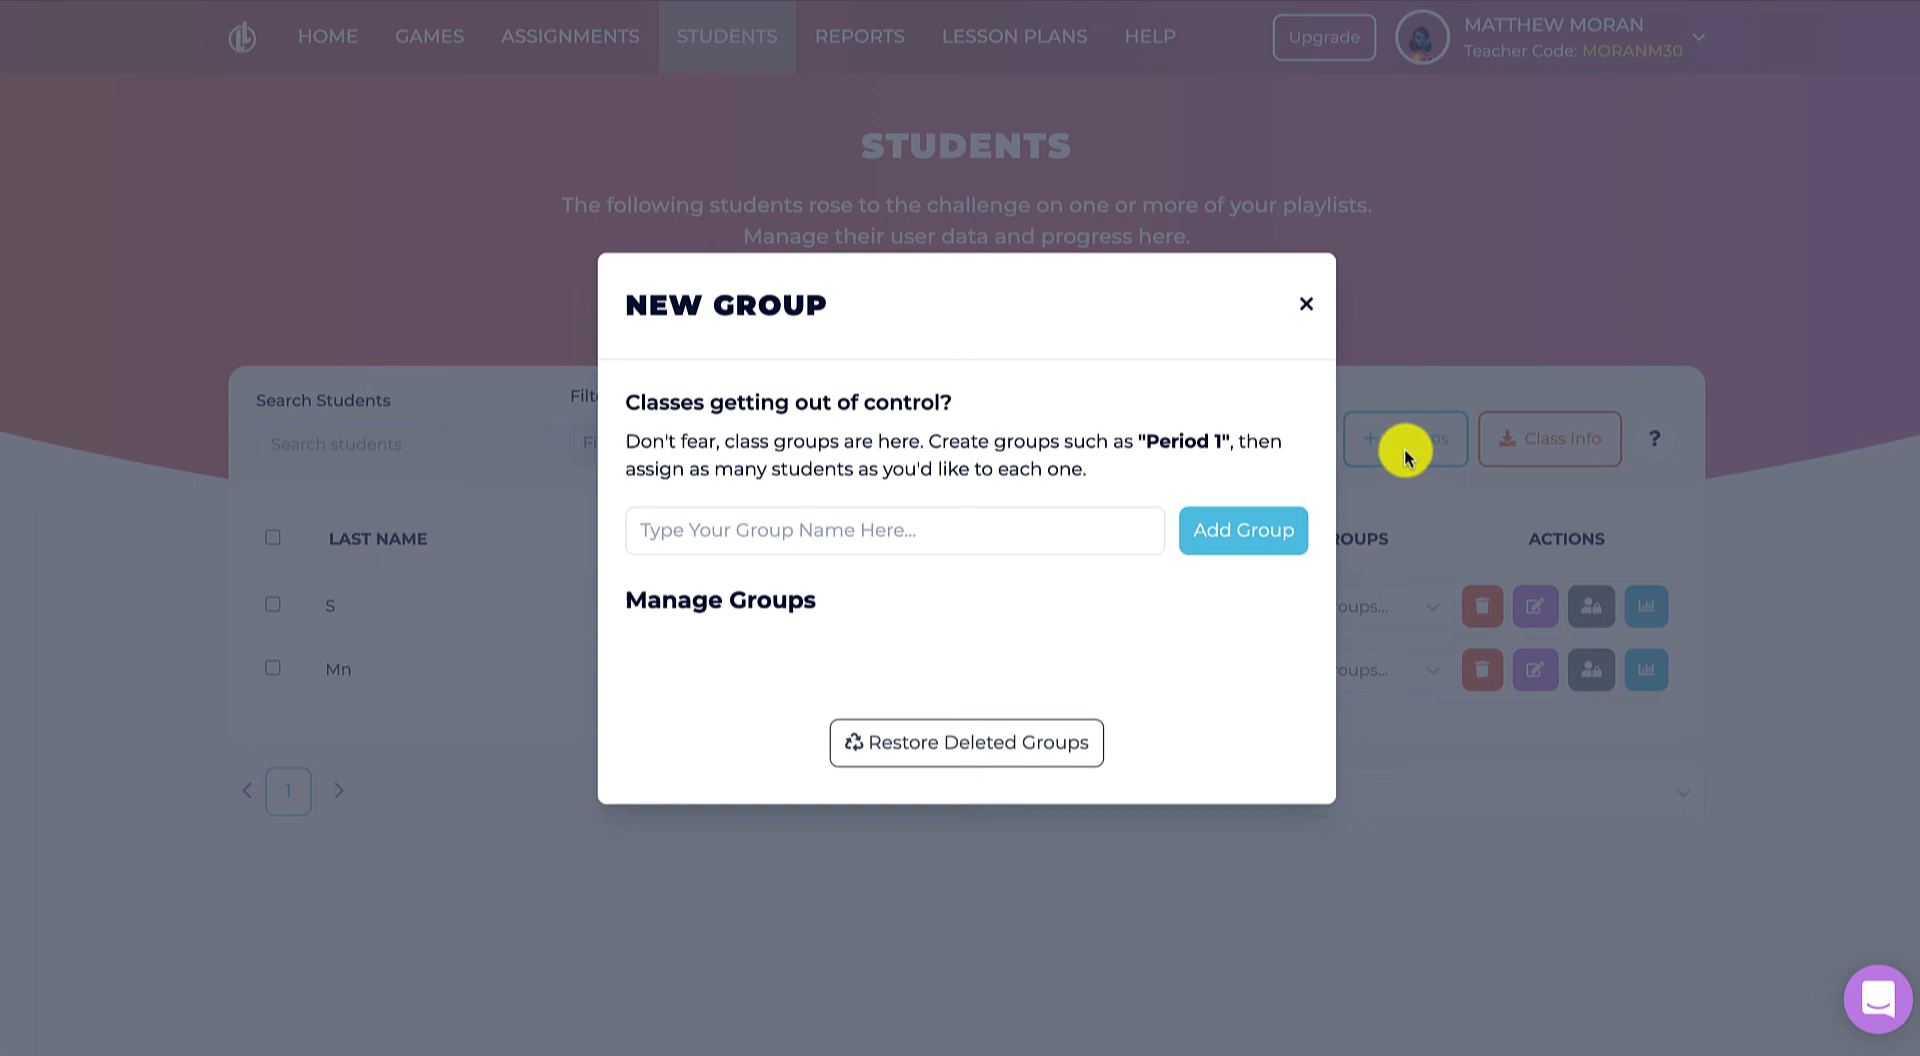 HOME GAMES ASSIGNMENTS STUDENTS REPORTS LESSON PLANS HELP Upgrade MATTHEW MORAN
Teacher Code: MORANM30
STUDENTS
The following students rose to the challenge on one or more of your playlists.
Manage their user data and progress here.
NEW GROUP
Classes getting out of control?
Don't fear, class groups are here. Create groups such as "Period 1", then
assign as many students as you'd like to each one.
Type Your Group Name Here... Add Group
Manage Groups
Restore Deleted Groups
Search Students
Search students
Class Info ?
LAST NAME ACTIONS
S
Mn
1